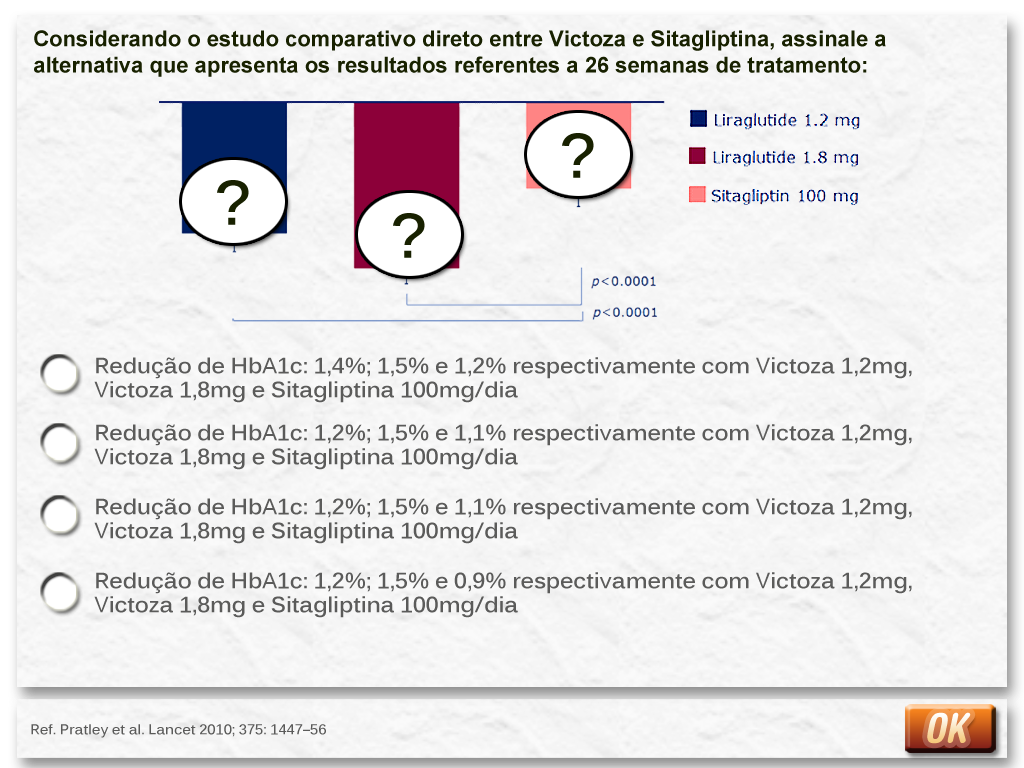 Considerando o estudo comparativo direto entre Victoza e Sitagliptina, assinale a
alternativa que apresenta os resultados referentes a 26 semanas de tratamento:
?
?
?
Liraglutide 1.2 mg
Liraglutide 1.8 mg
Sitagliptin 100 mg
p<0.0001
p<0.0001
Redução de HbA1c: 1,4%; 1,5% e 1,2% respectivamente com Victoza 1,2mg,
Victoza 1,8mg e Sitagliptina 100mg/dia
Redução de HbA1c: 1,2%; 1,5% e 1,1% respectivamente com Victoza 1,2mg,
Victoza 1,8mg e Sitagliptina 100mg/dia
Redução de HbA1c: 1,2%; 1,5% e 1,1% respectivamente com Victoza 1,2mg,
Victoza 1,8mg e Sitagliptina 100mg/dia
Redução de HbA1c: 1,2%; 1,5% e 0,9% respectivamente com Victoza 1,2mg,
Victoza 1,8mg e Sitagliptina 100mg/dia
Ref. Pratley et al. Lancet 2010; 375: 1447–56
OK